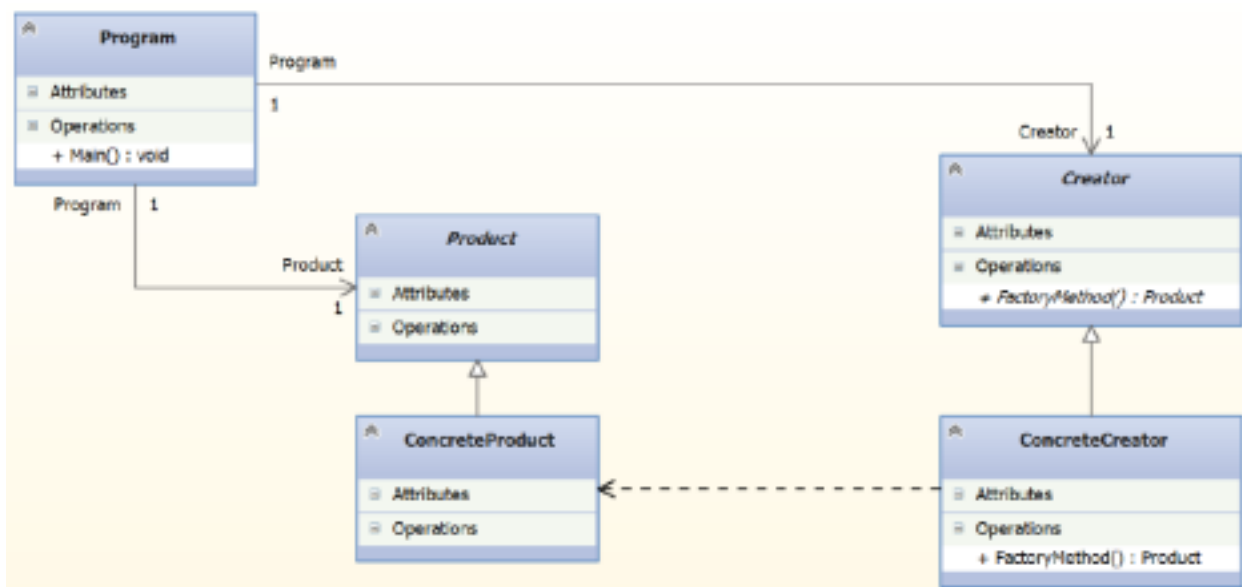 Program
Attributes
Operations
+ Main() : void
Program
1
Creator 1
Program 1
Product
1
Product
Attributes
Operations
Creator
Attributes
Operations
FactoryMethod() : Product
ConcreteProduct
Attributes
Operations
ConcreteCreator
Attributes
Operations
+ FactoryMethod() : Product